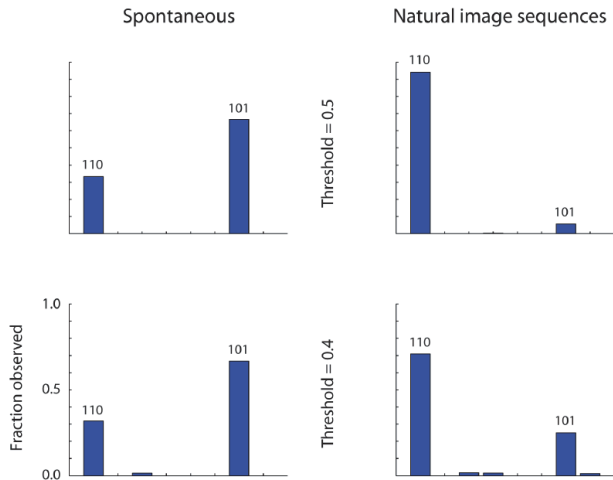 Spontaneous
Natural image sequences
110
101
Threshold = 0.5
110
101
Fraction observed
1.0
0.5
0.0
110
101
Threshold = 0.4
110
101